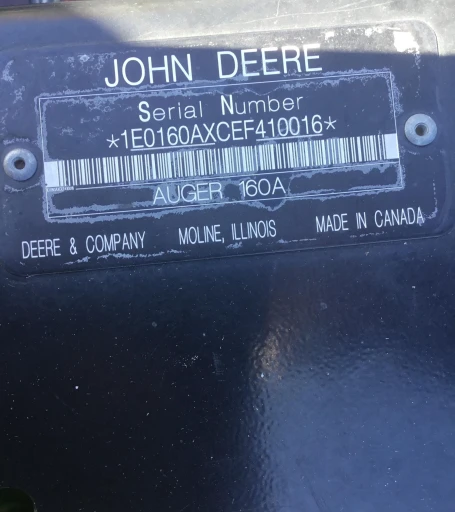 JOHN DEERE
Serial Number
*1E0160AXCEF410016*
AUGER 160A
DEERE & COMPANY MOLINE, ILLINOIS MADE IN CANADA